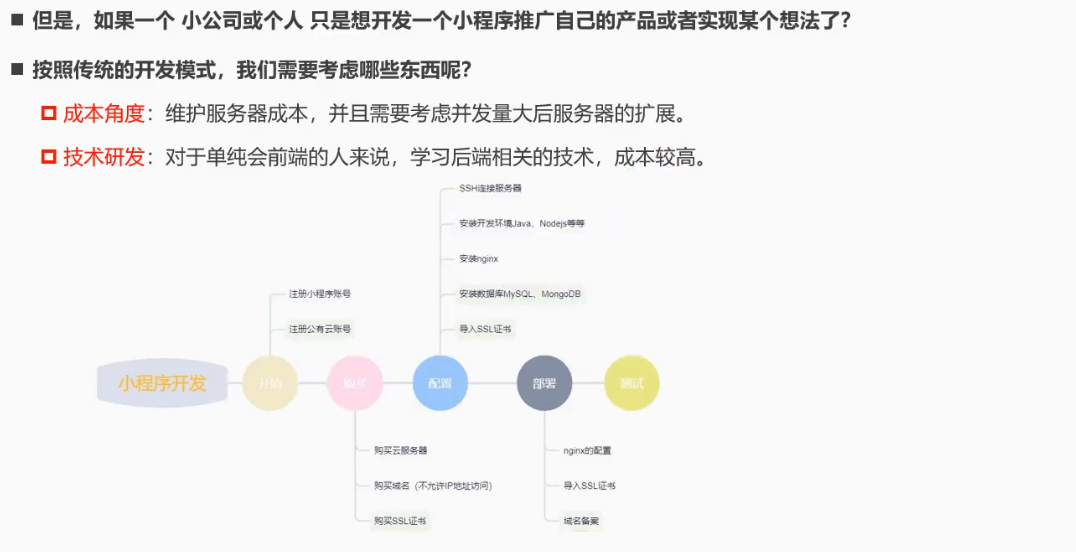 但是，如果一个 小公司或个人 只是想开发一个小程序推广自己的产品或者实现某个想法了？
按照传统的开发模式，我们需要考虑哪些东西呢？
成本角度：维护服务器成本，并且需要考虑并发量大后服务器的扩展。
技术研发：对于单纯会前端的人来说，学习后端相关的技术，成本较高。
SSH连接服务器
安装开发环境Java、Nodejs等等
安装nginx
安装数据库MySQL、MongoDB
导入SSL证书
注册小程序账号
注册公有云账号
小程序开发
开始
购买
配置
部署
测试
购买云服务器
购买域名（不允许IP地址访问）
购买SSL证书
nginx的配置
导入SSL证书
域名备案